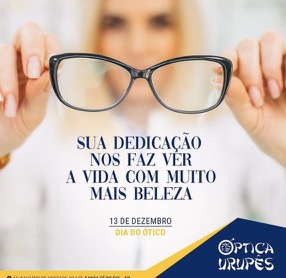 SUA DEDICAÇÃO
NOS FAZ VER
A VIDA COM MUITO
MAIS BELEZA
13 DE DEZEMBRO
DIA DO ÓTICO
ÓPTICA
URUPÊS